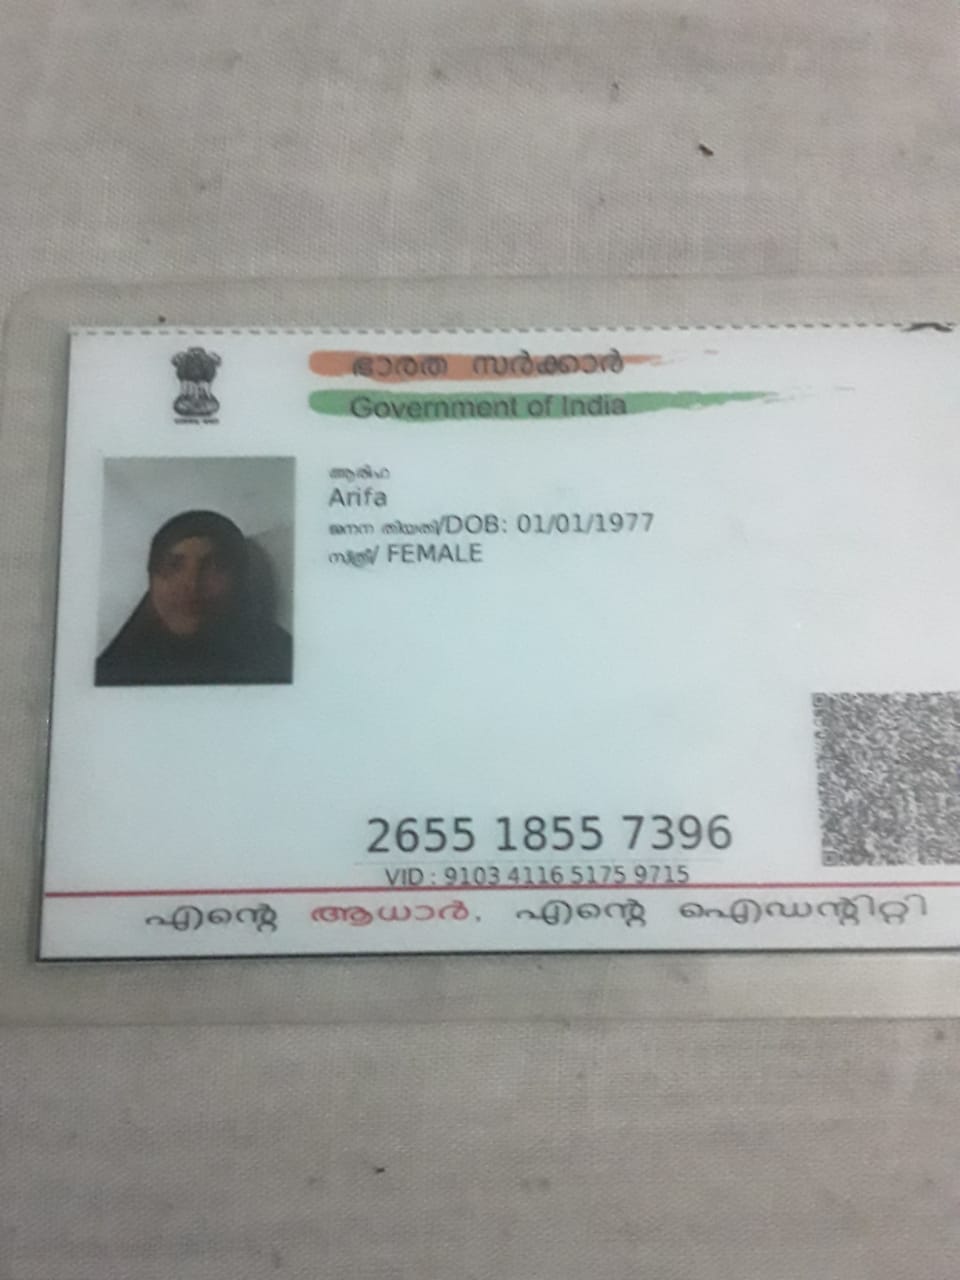 ഭാരത സർക്കാർ
Government of India
ആരിഫ
Arifa
ജനന തിയതി/DOB: 01/01/1977
സ്ത്രീ/ FEMALE
2655 1855 7396
VID : 9103 4116 5175 9715
എന്റെ ആധാർ, എന്റെ ഐഡന്റിറ്റി